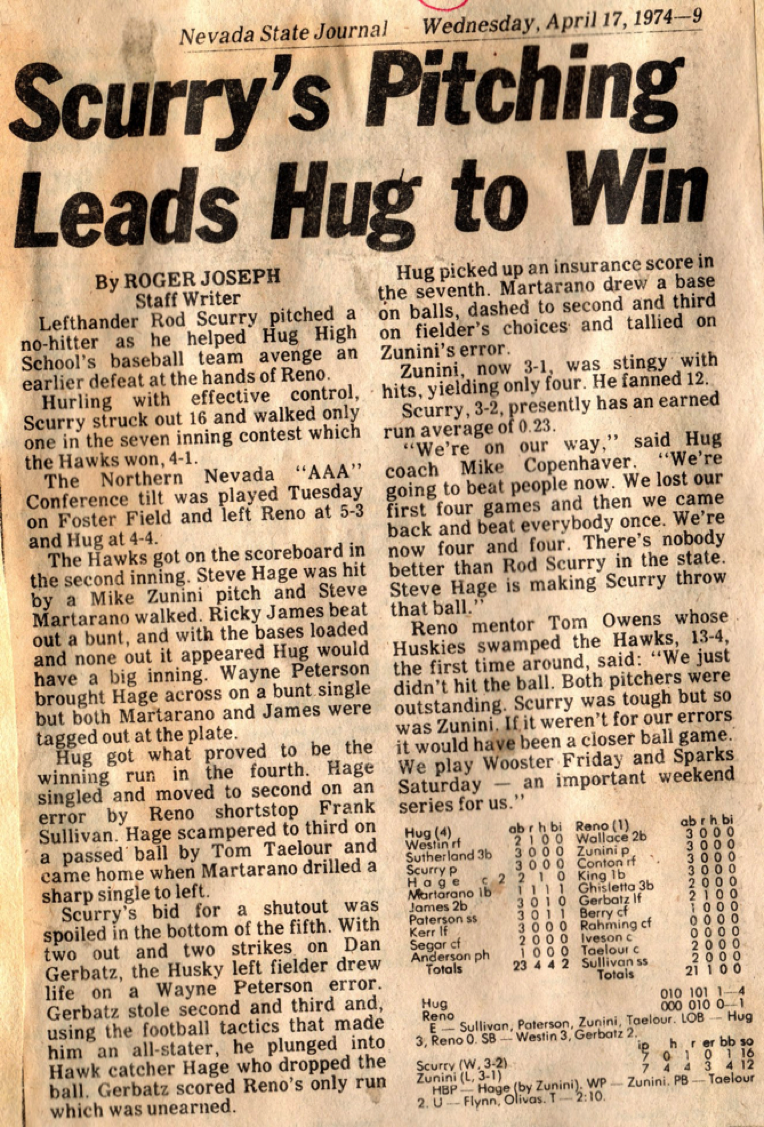 Nevada State Journal Wednesday, April 17, 1974—9
Scurry's Pitching
Leads Hug to Win
By ROGER JOSEPH
Staff Writer
Lefthander Rod Scurry pitched a
no-hitter as he helped Hug High
School's baseball team avenge an
earlier defeat at the hands of Reno.
Hurling with effective control,
Scurry struck out 16 and walked only
one in the seven inning contest which
the Hawks won, 4-1.
The Northern Nevada "AAA"
Conference tilt was played Tuesday
on Foster Field and left Reno at 5-3
and Hug at 4-4.
The Hawks got on the scoreboard in
the second inning. Steve Hage was hit
by a Mike Zunini pitch and Steve
Martarano walked. Ricky James beat
out a bunt, and with the bases loaded
and none out it appeared Hug would
have a big inning. Wayne Peterson
brought Hage across on a bunt single
but both Martarano and James were
tagged out at the plate.
Hug got what proved to be the
winning run in the fourth. Hage
singled and moved to second on an
error by Reno shortstop Frank
Sullivan. Hage scampered to third on
a passed ball by Tom Taelour and
came home when Martarano drilled a
sharp single to left.
Scurry's bid for a shutout was
spoiled in the bottom of the fifth. With
two out and two strikes on Dan
Gerbatz, the Husky left fielder drew
life on a Wayne Peterson error.
Gerbatz stole second and third and,
using the football tactics that made
him an all-stater, he plunged into
Hawk catcher Hage who dropped the
ball. Gerbatz scored Reno's only run
which was unearned.
Hug picked up an insurance score in
the seventh. Martarano drew a base
on balls, dashed to second and third
on fielder's choices and tallied on
Zunini's error.
Zunini, now 3-1, was stingy with
hits, yielding only four. He fanned 12.
Scurry, 3-2, presently has an earned
run average of 0.23.
"We're on our way," said Hug
coach Mike Copenhaver. "We're
going to beat people now. We lost our
first four games and then we came
back and beat everybody once. We're
now four and four. There's nobody
better than Rod Scurry in the state.
Steve Hage is making Scurry throw
that ball."
Reno mentor Tom Owens whose
Huskies swamped the Hawks, 13-4,
the first time around, said: "We just
didn't hit the ball. Both pitchers were
outstanding. Scurry was tough but so
was Zunini. If it weren't for our errors
it would have been a closer ball game.
We play Wooster Friday and Sparks
Saturday — an important weekend
series for us."
Hug (4) ab r h bi Reno (1) ab r h bi
Westin rf 2 1 0 0 Wallace 2b 3 0 0 0
Sutherland 3b 3 0 0 0 Zunini p 3 0 0 0
Scurry p 3 0 0 0 Conton rf 3 0 0 0
Hage c 2 2 1 0 King 1b 3 0 0 0
Martarano 1b 1 1 1 1 Ghisletta 3b 2 0 0 0
James 2b 3 0 1 0 Gerbatz lf 2 1 0 0
Paterson ss 3 0 1 1 Berry cf 1 0 0 0
Kerr lf 3 0 0 0 Rahming cf 0 0 0 0
Segar cf 2 0 0 0 Iveson c 0 0 0 0
Anderson ph 1 0 0 0 Taelour c 2 0 0 0
Totals 23 4 4 2 Sullivan ss 2 0 0 0
Totals 21 1 0 0
Hug 010 101 1—4
Reno 000 010 0—1
E — Sullivan, Paterson, Zunini, Taelour. LOB — Hug
3, Reno 0. SB — Westin 3, Gerbatz 2.
ip h r er bb so
Scurry (W, 3-2) 7 0 1 0 1 16
Zunini (L, 3-1) 7 4 4 3 4 12
HBP — Hage (by Zunini). WP — Zunini. PB — Taelour
2. U — Flynn, Olivas. T — 2:10.